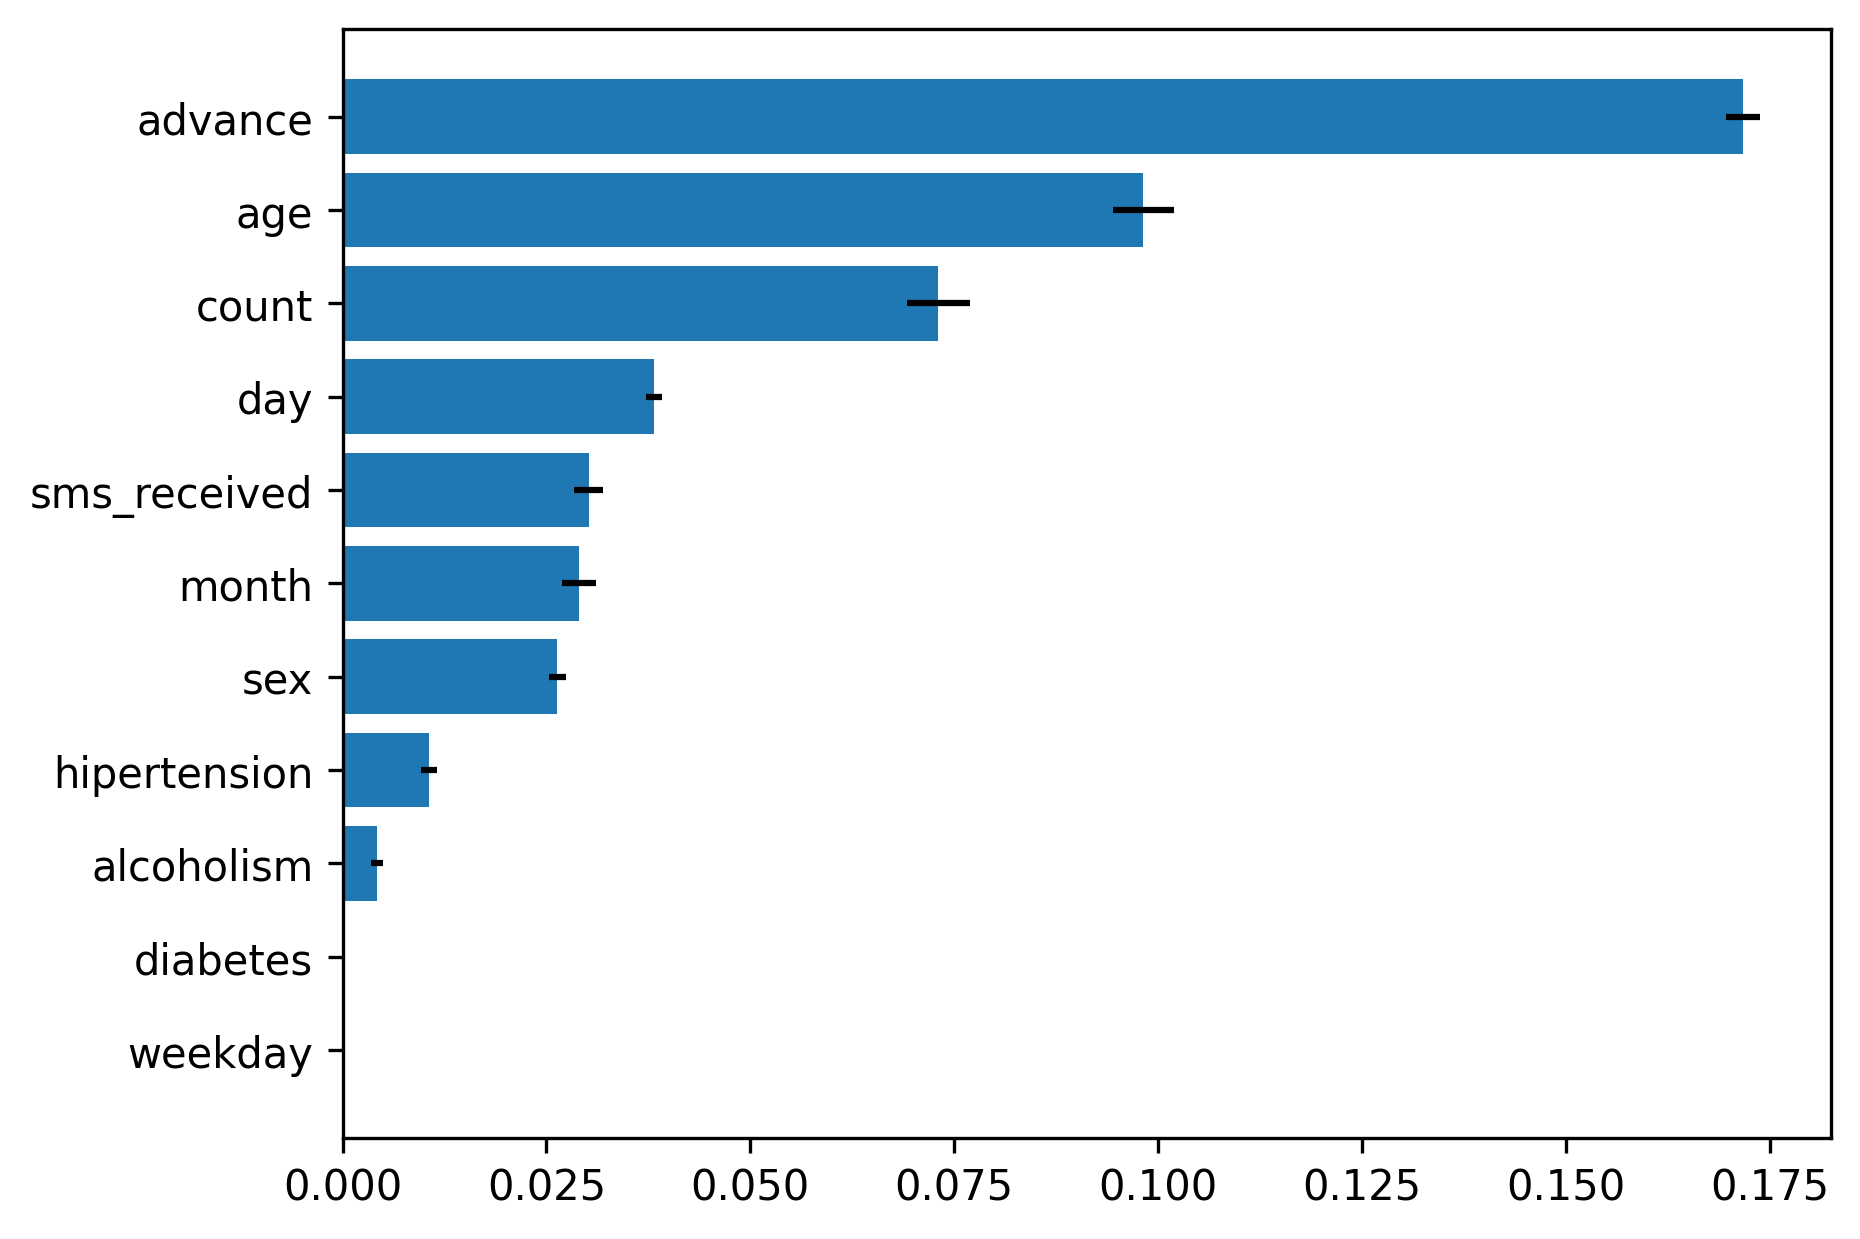 advance
age
count
day
sms_received
month
sex
hipertension
alcoholism
diabetes
weekday
0.000 0.025 0.050 0.075 0.100 0.125 0.150 0.175